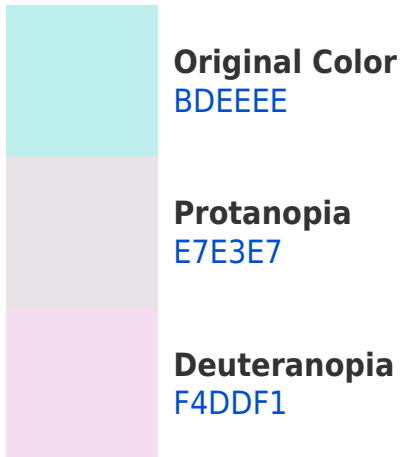 Original Color
BDEEEE
Protanopia
E7E3E7
Deuteranopia
F4DDF1